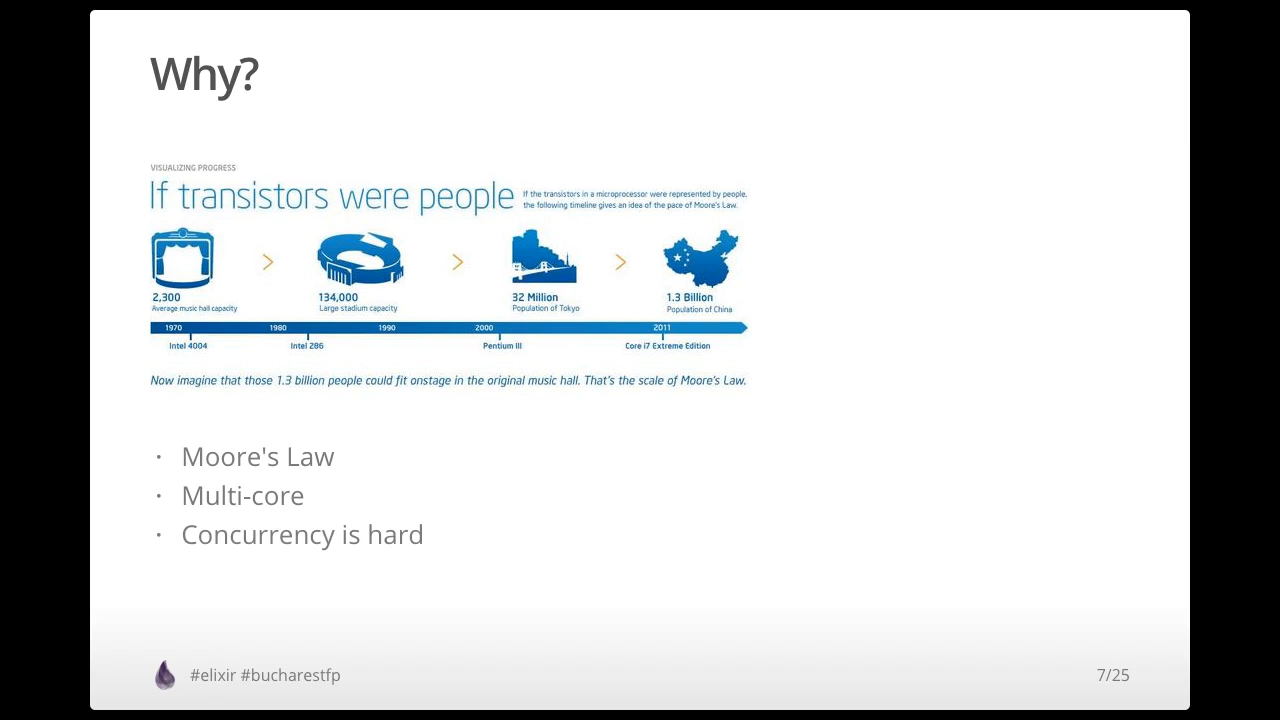 Why?
VISUALIZING PROGRESS
If transistors were people
If the transistors in a microprocessor were represented by people,
the following timeline gives an idea of the pace of Moore's Law.
2,300
Average music hall capacity
134,000
Large stadium capacity
32 Million
Population of Tokyo
1.3 Billion
Population of China
1970 1980 1990 2000 2011
Intel 4004 Intel 286 Pentium III Core i7 Extreme Edition
Now imagine that those 1.3 billion people could fit onstage in the original music hall. That's the scale of Moore's Law.
· Moore's Law
· Multi-core
· Concurrency is hard
#elixir #bucharestfp
7/25